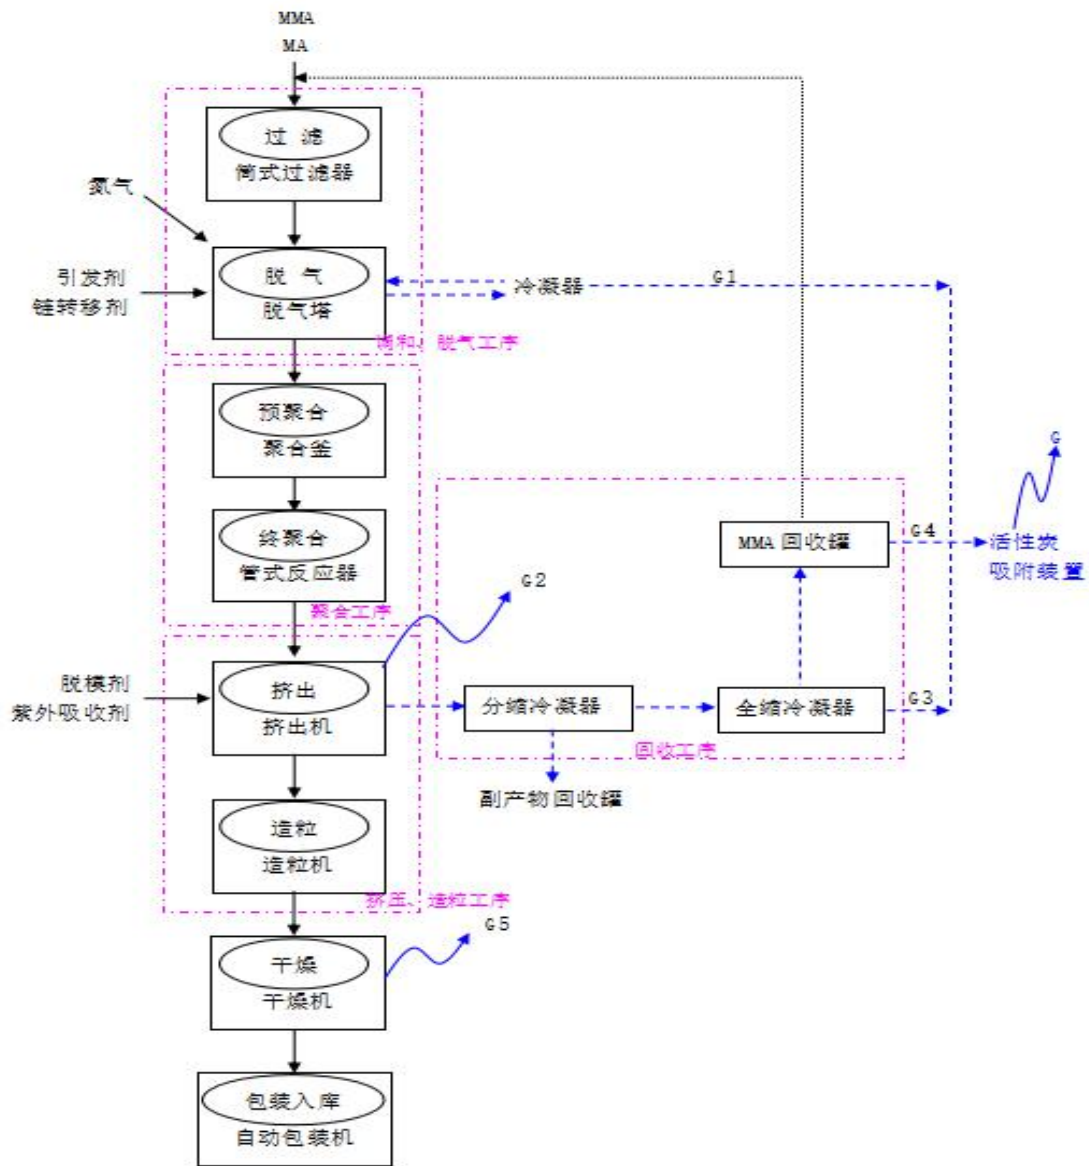 MMA
MA
过 滤
筒式过滤器
氮气
脱 气
脱气塔
引发剂
链转移剂
冷凝器
G1
调和、脱气工序
预聚合
聚合釜
终聚合
管式反应器
聚合工序
G
活性炭
吸附装置
MMA 回收罐
G4
G2
脱模剂
紫外吸收剂
挤出
挤出机
分缩冷凝器
全缩冷凝器
G3
回收工序
副产物回收罐
造粒
造粒机
挤压、造粒工序
G5
干燥
干燥机
包装入库
自动包装机